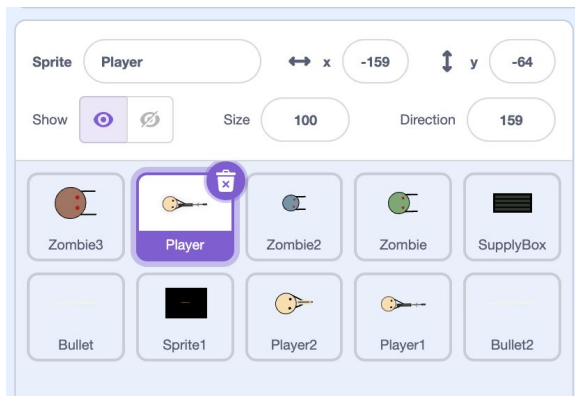 Sprite Player x -159 y -64
Show Size 100 Direction 159
Zombie3 Player Zombie2 Zombie SupplyBox
Bullet Sprite1 Player2 Player1 Bullet2